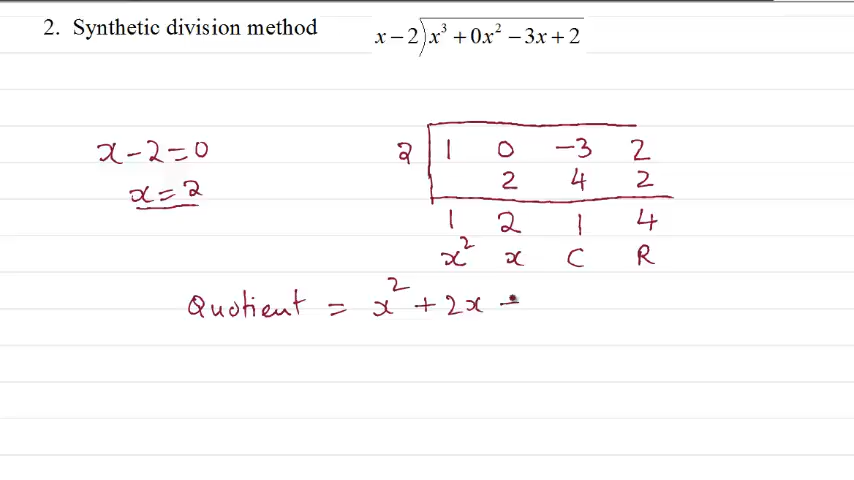 2. Synthetic division method x − 2)x³ + 0x² − 3x + 2
x − 2 = 0 2 1 0 −3 2
x = 2 2 4 2
1 2 1 4
x² x C R
Quotient = x² + 2x